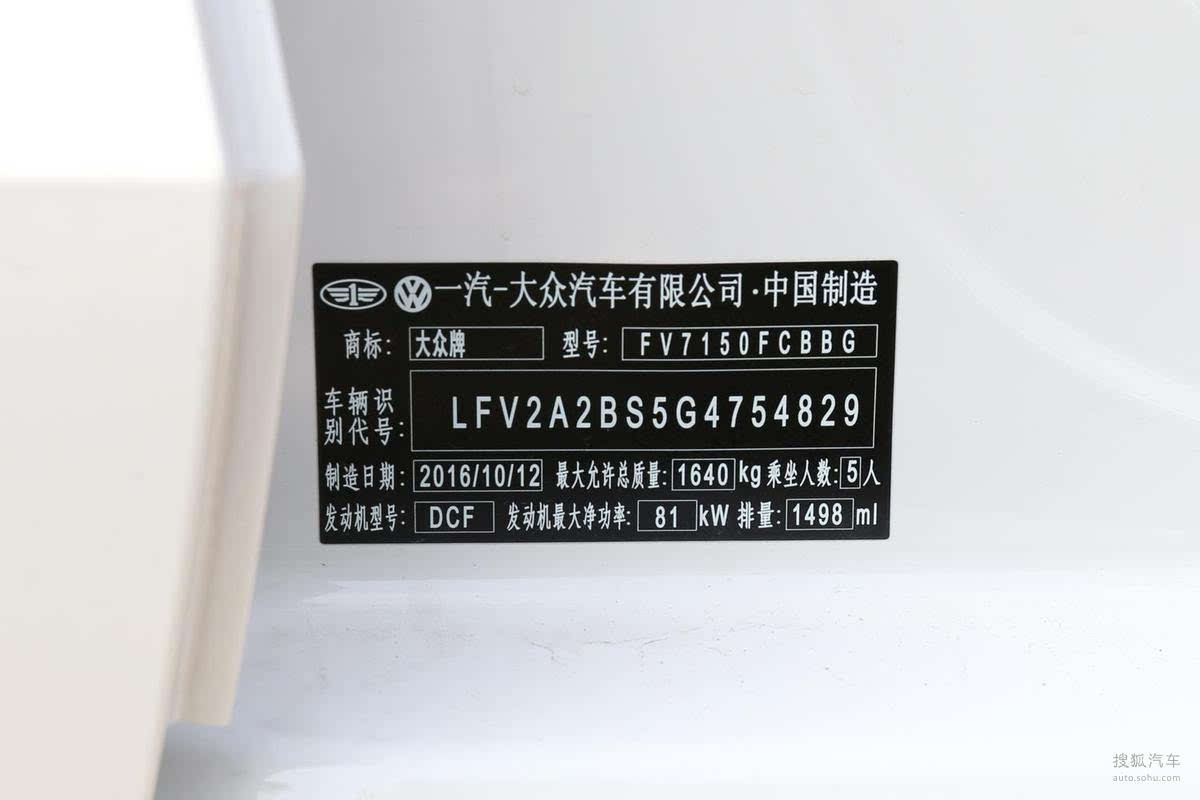 一汽-大众汽车有限公司·中国制造
商标: 大众牌 型号: FV7150FCBBG
车辆识别代号: LFV2A2BS5G4754829
制造日期: 2016/10/12 最大允许总质量: 1640 kg 乘坐人数: 5 人
发动机型号: DCF 发动机最大净功率: 81 kW 排量: 1498 ml
搜狐汽车
auto.sohu.com